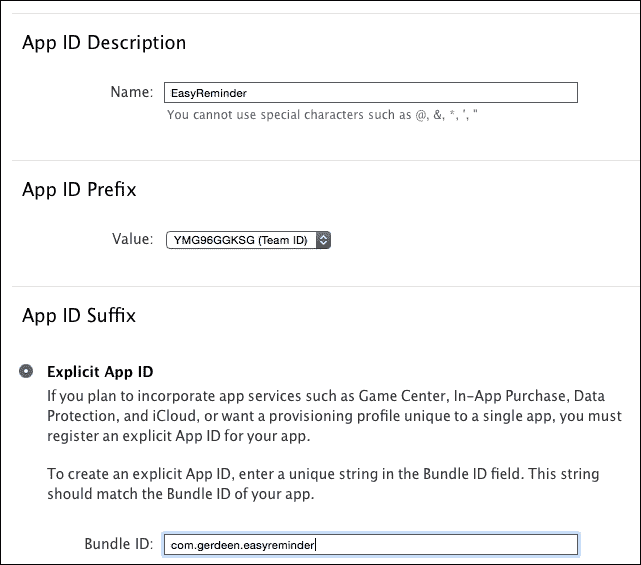 App ID Description
Name: EasyReminder
You cannot use special characters such as @, &, *, ', "
App ID Prefix
Value: YMG96GGKSG (Team ID)
App ID Suffix
Explicit App ID
If you plan to incorporate app services such as Game Center, In-App Purchase, Data
Protection, and iCloud, or want a provisioning profile unique to a single app, you must
register an explicit App ID for your app.
To create an explicit App ID, enter a unique string in the Bundle ID field. This string
should match the Bundle ID of your app.
Bundle ID: com.gerdeen.easyreminder